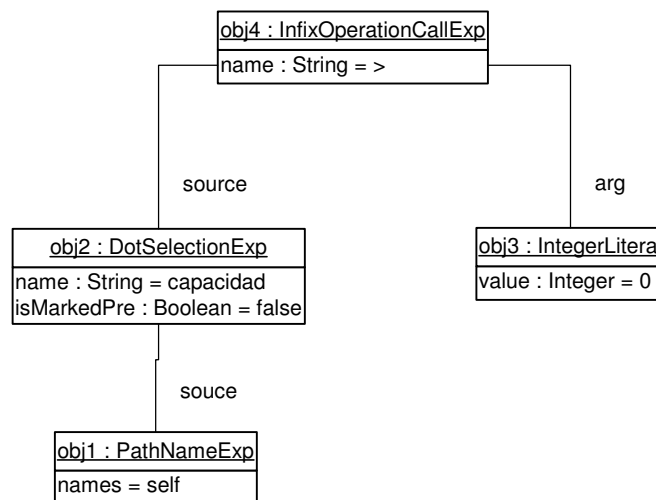 obj4 : InfixOperationCallExp
name : String = >
source
arg
obj2 : DotSelectionExp
name : String = capacidad
isMarkedPre : Boolean = false
obj3 : IntegerLitera
value : Integer = 0
souce
obj1 : PathNameExp
names = self